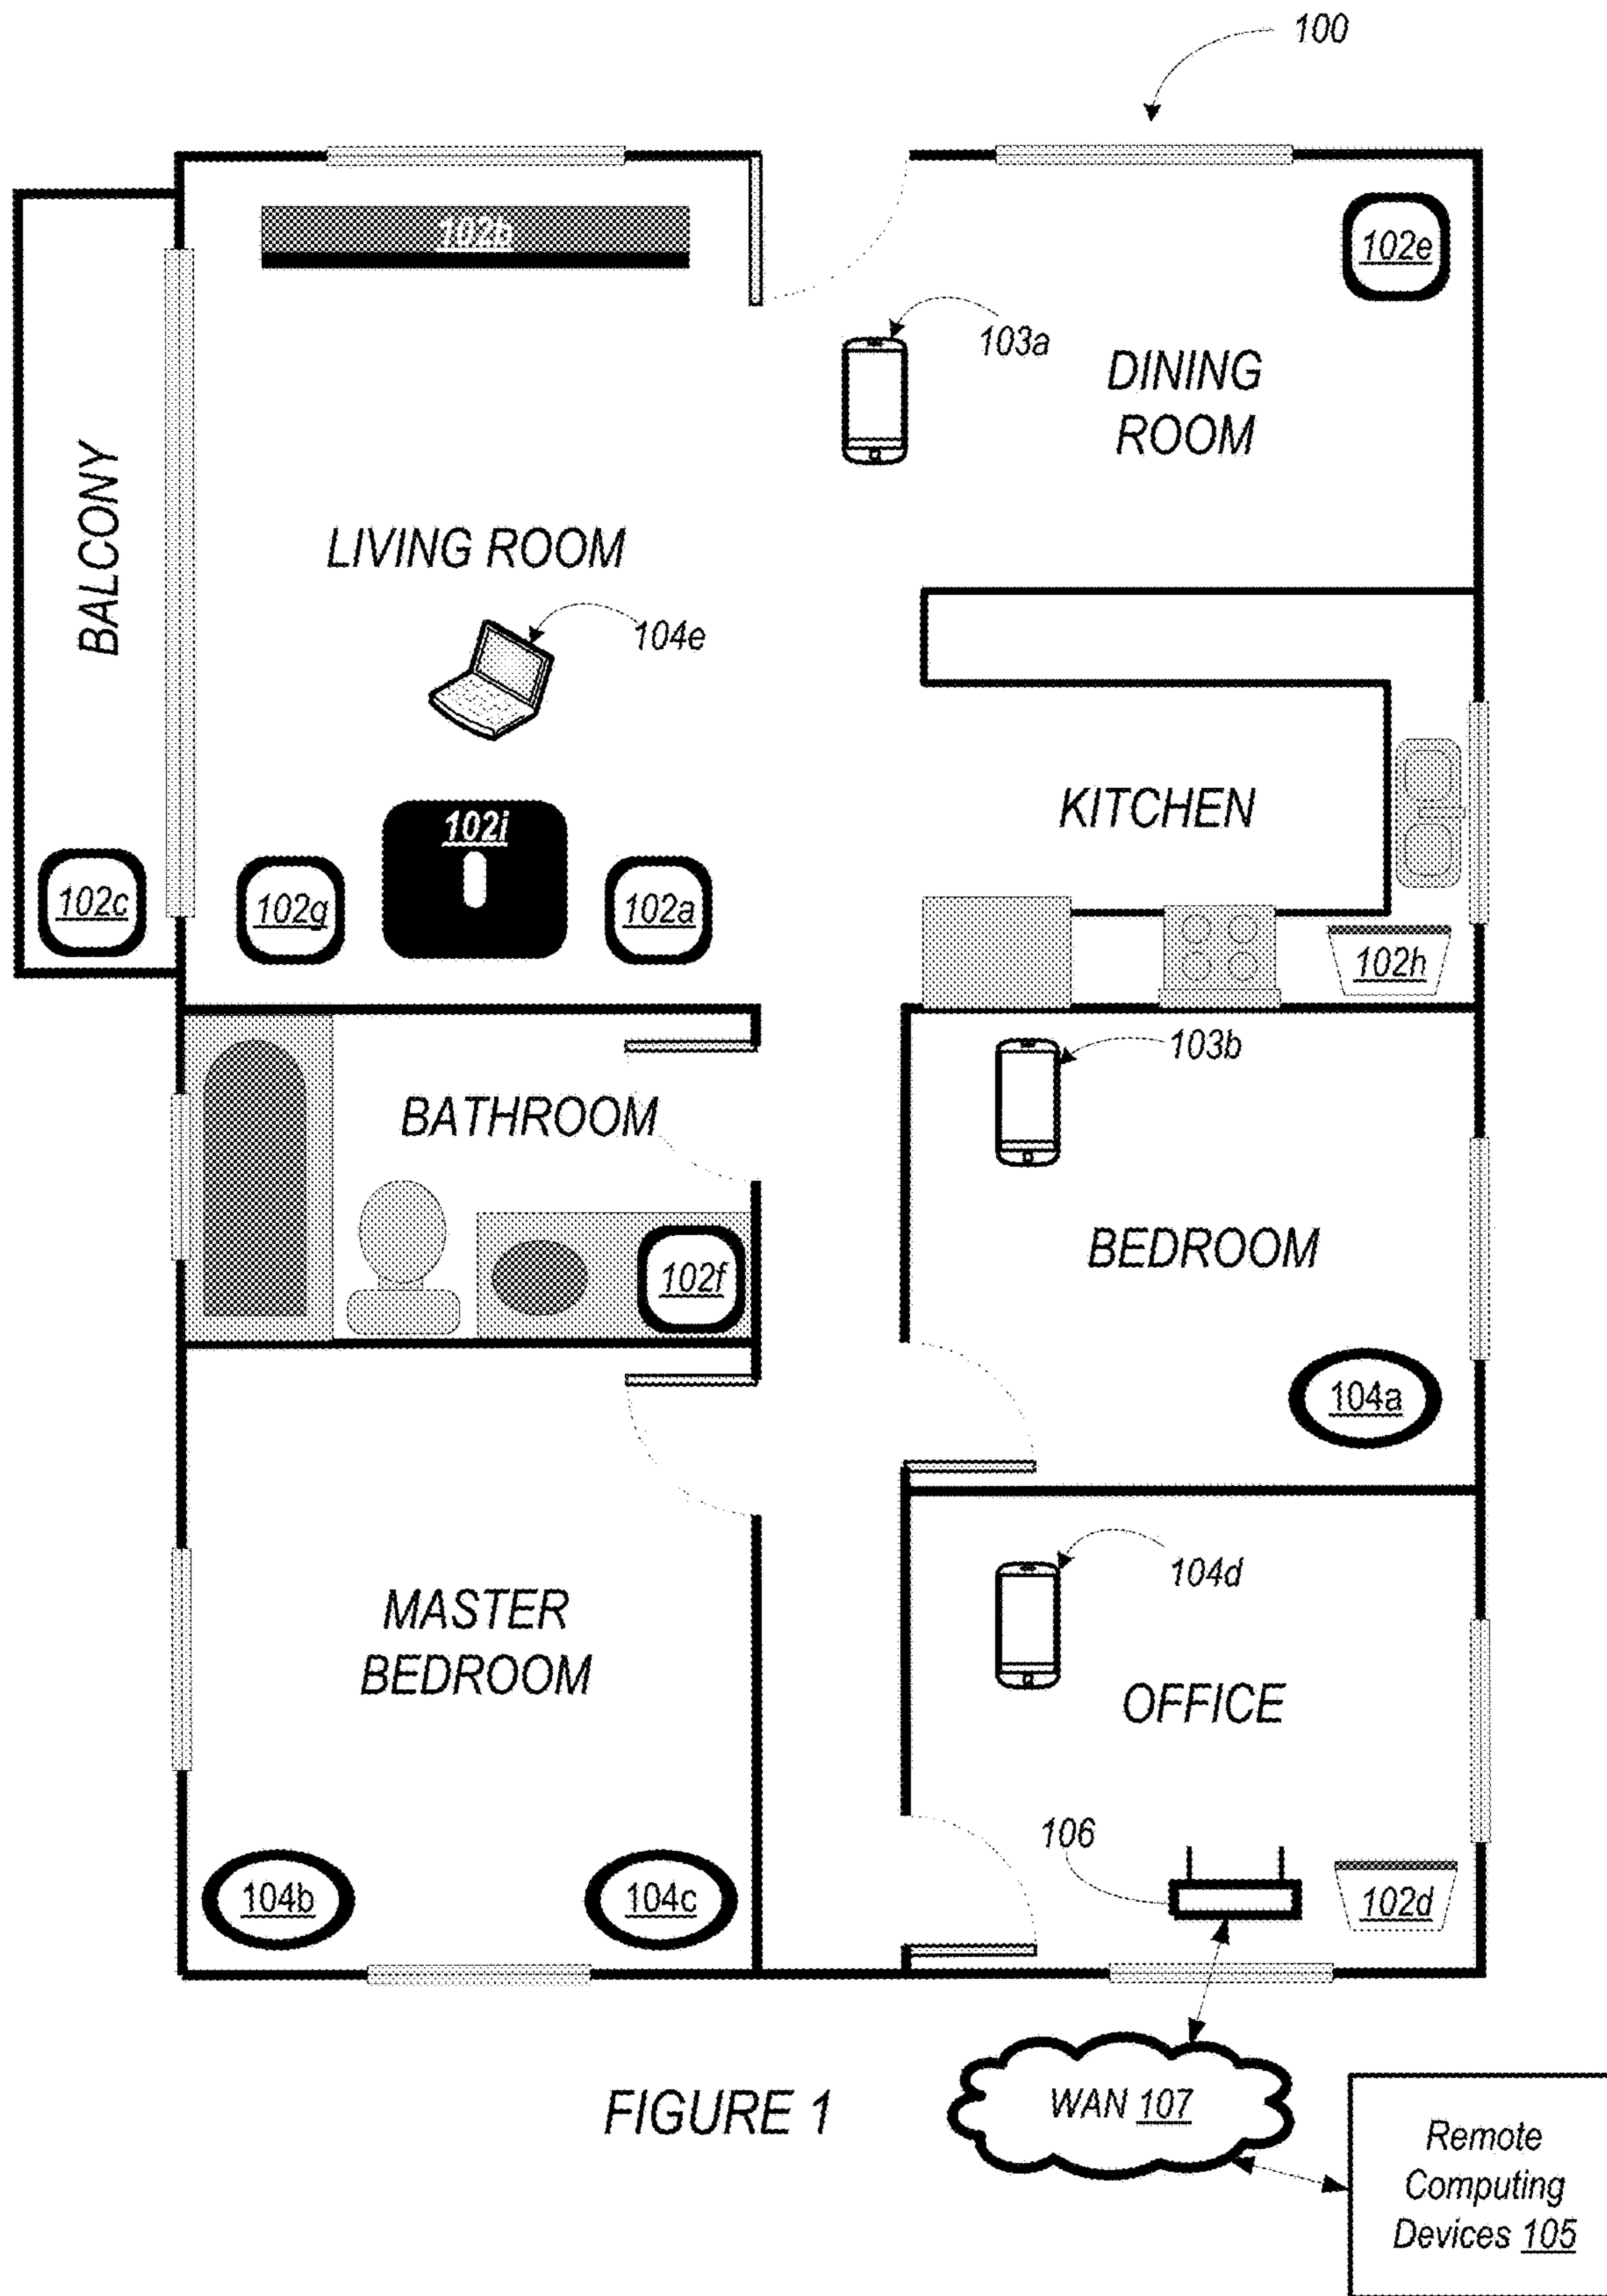 100
102b
102e
103a
DINING
ROOM
BALCONY
LIVING ROOM
104e
KITCHEN
102i
102c
102g
102a
102h
103b
BATHROOM
BEDROOM
102f
104a
104d
MASTER
BEDROOM
OFFICE
106
104b
104c
102d
FIGURE 1
WAN 107
Remote
Computing
Devices 105